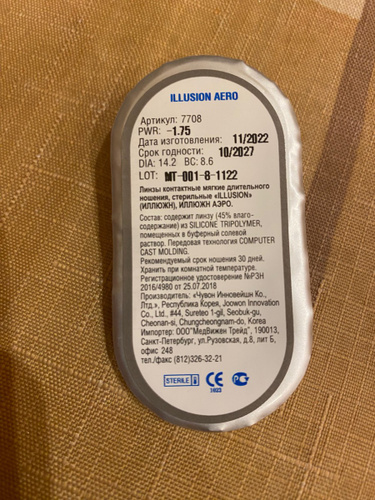 ILLUSION AERO
Артикул: 7708
PWR: -1.75
Дата изготовления: 11/2022
Срок годности: 10/2027
DIA: 14.2 BC: 8.6
LOT: MT-001-8-1122
Линзы контактные мягкие длительного
ношения, стерильные «ILLUSION»
(ИЛЛЮЖН), ИЛЛЮЖН АЭРО.
Состав: содержит линзу (45% влаго-
содержание) из SILICONE TRIPOLYMER,
помещенных в буферный солевой
раствор. Передовая технология COMPUTER
CAST MOLDING.
Рекомендуемый срок ношения 30 дней.
Хранить при комнатной температуре.
Регистрационное удостоверение №РЗН
2016/4980 от 25.07.2018
Производитель: «Чувон Инновейшн Ко.,
Лтд.», Республика Корея, Joowon Innovation
Co., Ltd., #44, Sureteo 1-gil, Seobuk-gu,
Cheonan-si, Chungcheongnam-do, Korea
Импортер: ООО"МедВижен Трейд", 190013,
Санкт-Петербург, ул.Рузовская, д.8, лит Б,
офис 248
тел./факс (812)326-32-21
STERILE